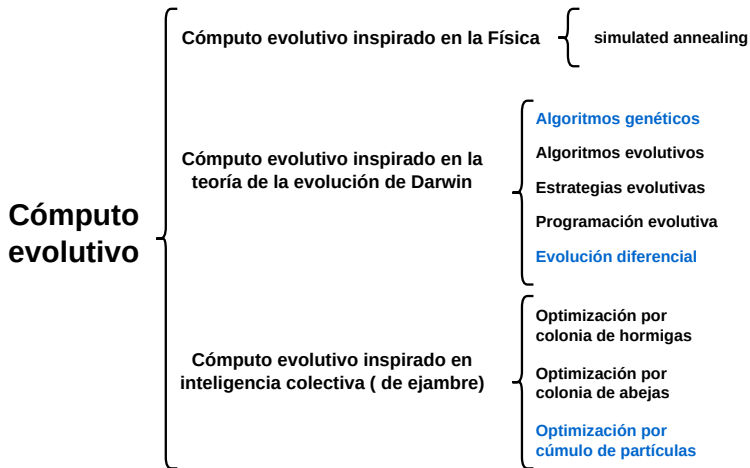 Cómputo
evolutivo
Cómputo evolutivo inspirado en la Física
simulated annealing
Cómputo evolutivo inspirado en la
teoría de la evolución de Darwin
Algoritmos genéticos
Algoritmos evolutivos
Estrategias evolutivas
Programación evolutiva
Evolución diferencial
Cómputo evolutivo inspirado en
inteligencia colectiva ( de ejambre)
Optimización por
colonia de hormigas
Optimización por
colonia de abejas
Optimización por
cúmulo de partículas